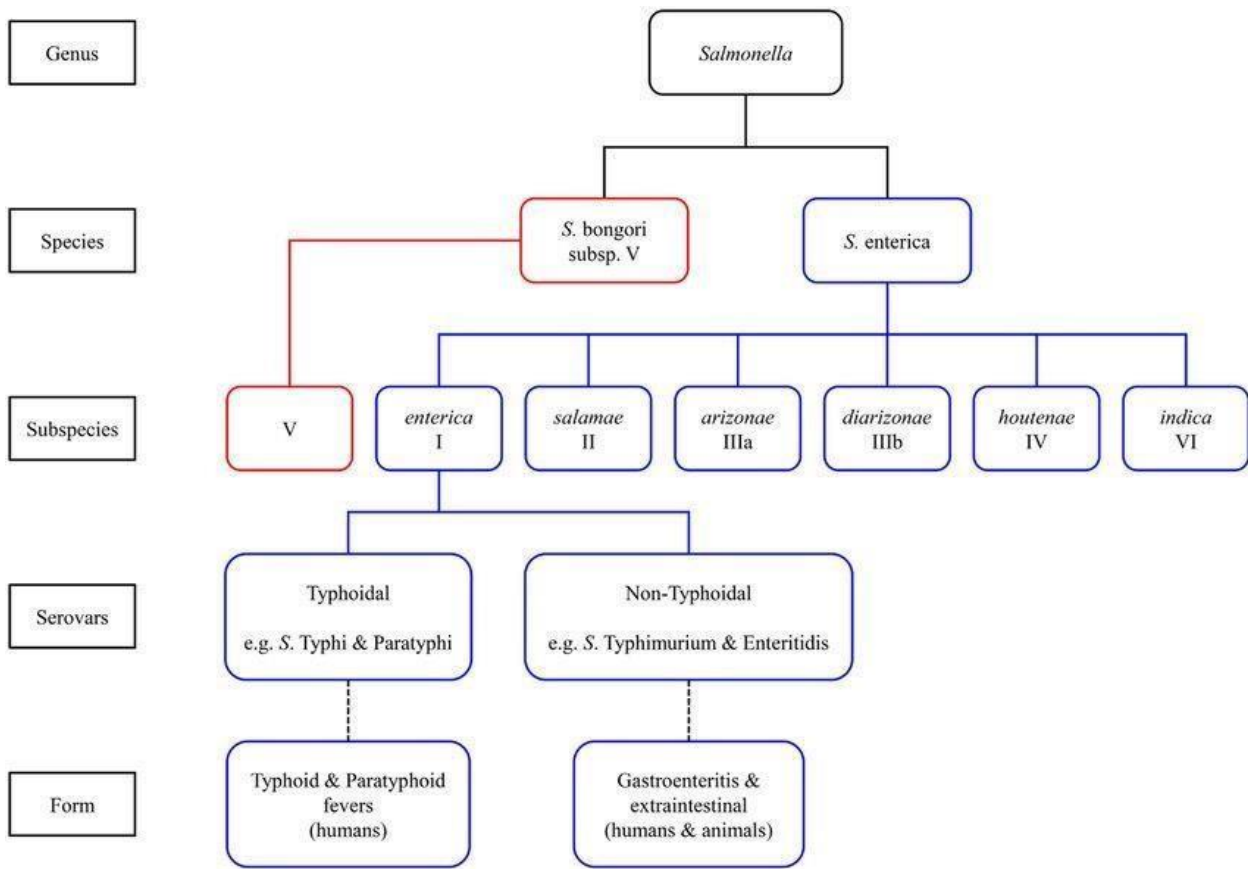 Genus
Salmonella
Species
S. bongori
subsp. V
S. enterica
Subspecies
V
enterica
I
salamae
II
arizonae
IIIa
diarizonae
IIIb
houtenae
IV
indica
VI
Serovars
Typhoidal
e.g. S. Typhi & Paratyphi
Non-Typhoidal
e.g. S. Typhimurium & Enteritidis
Form
Typhoid & Paratyphoid
fevers
(humans)
Gastroenteritis &
extraintestinal
(humans & animals)